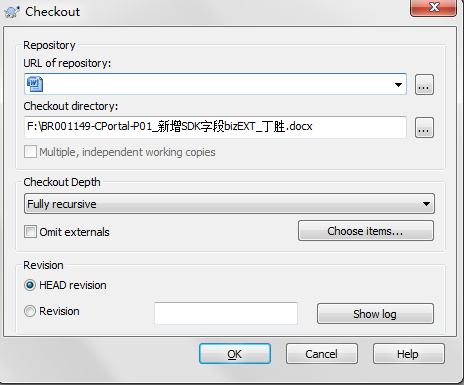 Checkout
Repository
URL of repository:
...
Checkout directory:
F:\BR001149-CPortal-P01_新增SDK字段bizEXT_丁胜.docx
...
Multiple, independent working copies
Checkout Depth
Fully recursive
Omit externals
Choose items...
Revision
HEAD revision
Revision
Show log
OK
Cancel
Help